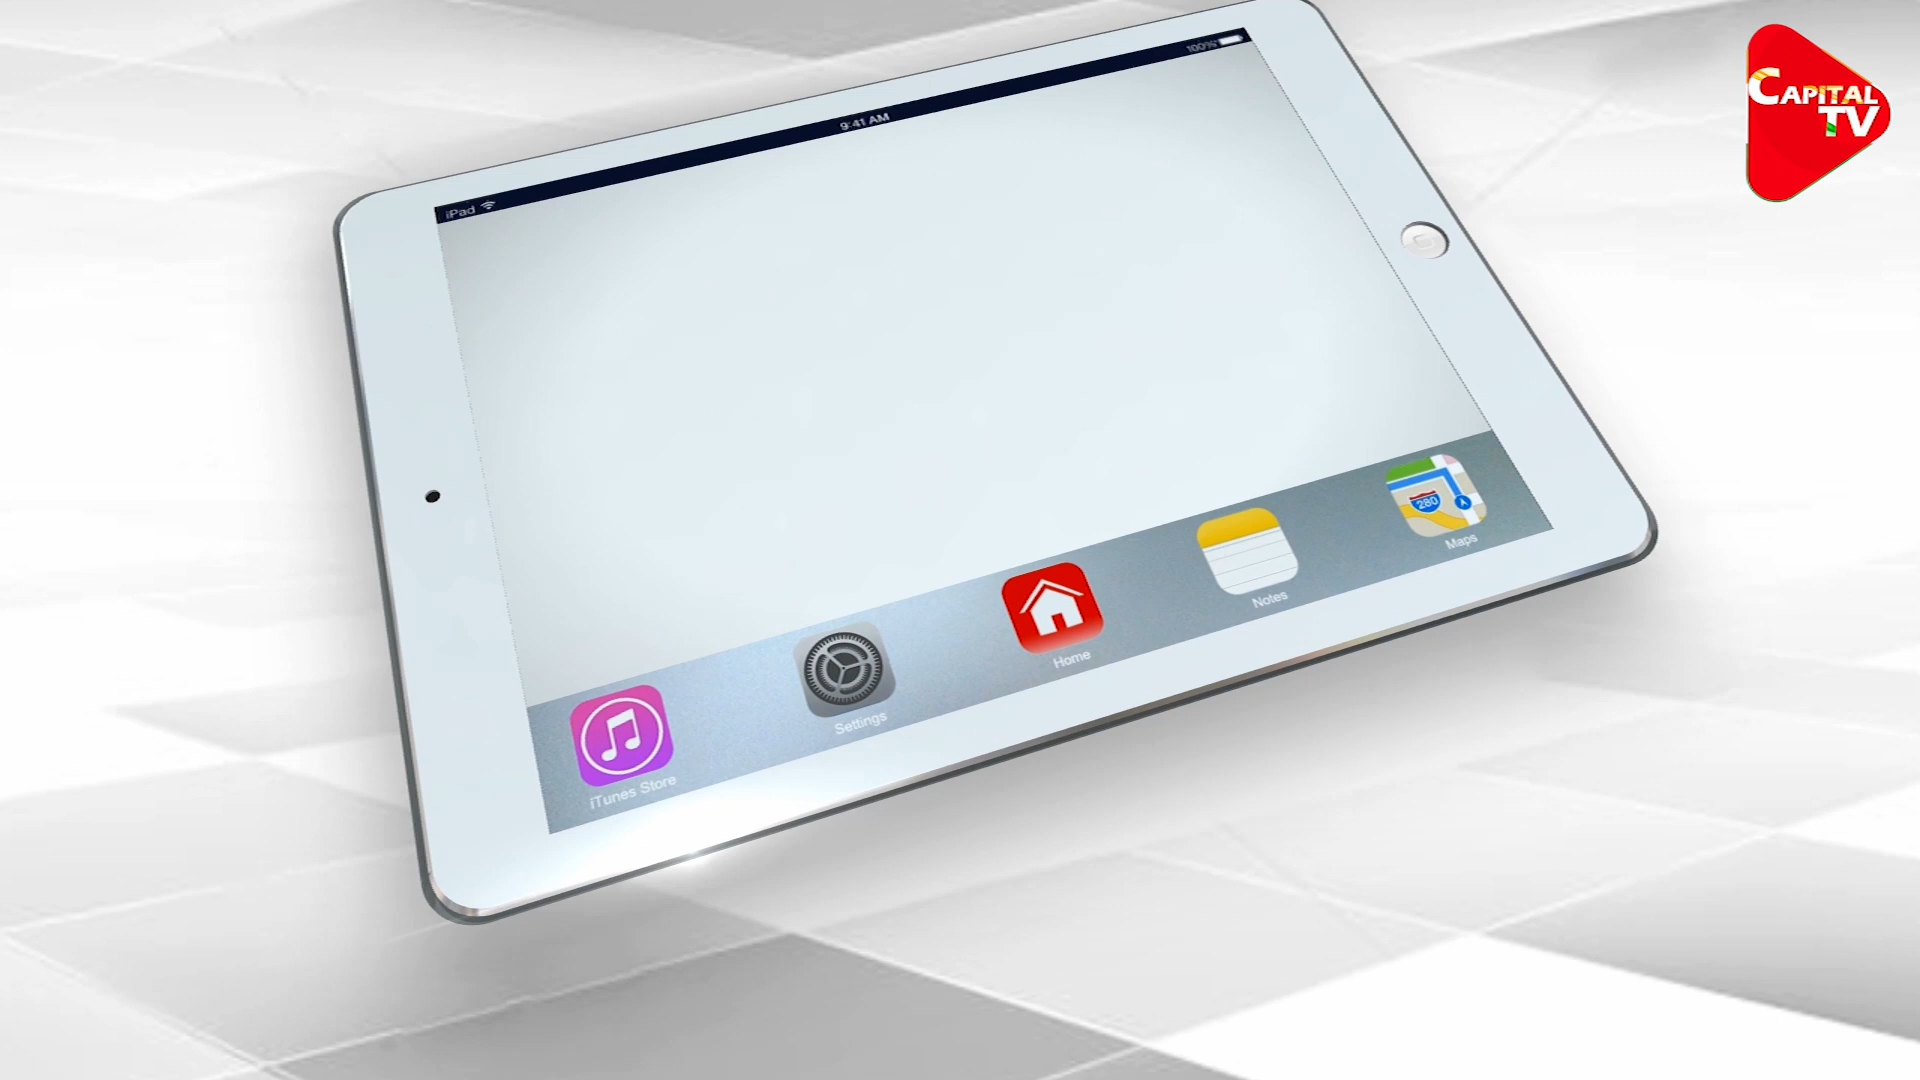 iPad
9:41 AM
100%
CAPITAL
TV
iTunes Store
Settings
Home
Notes
280
Maps